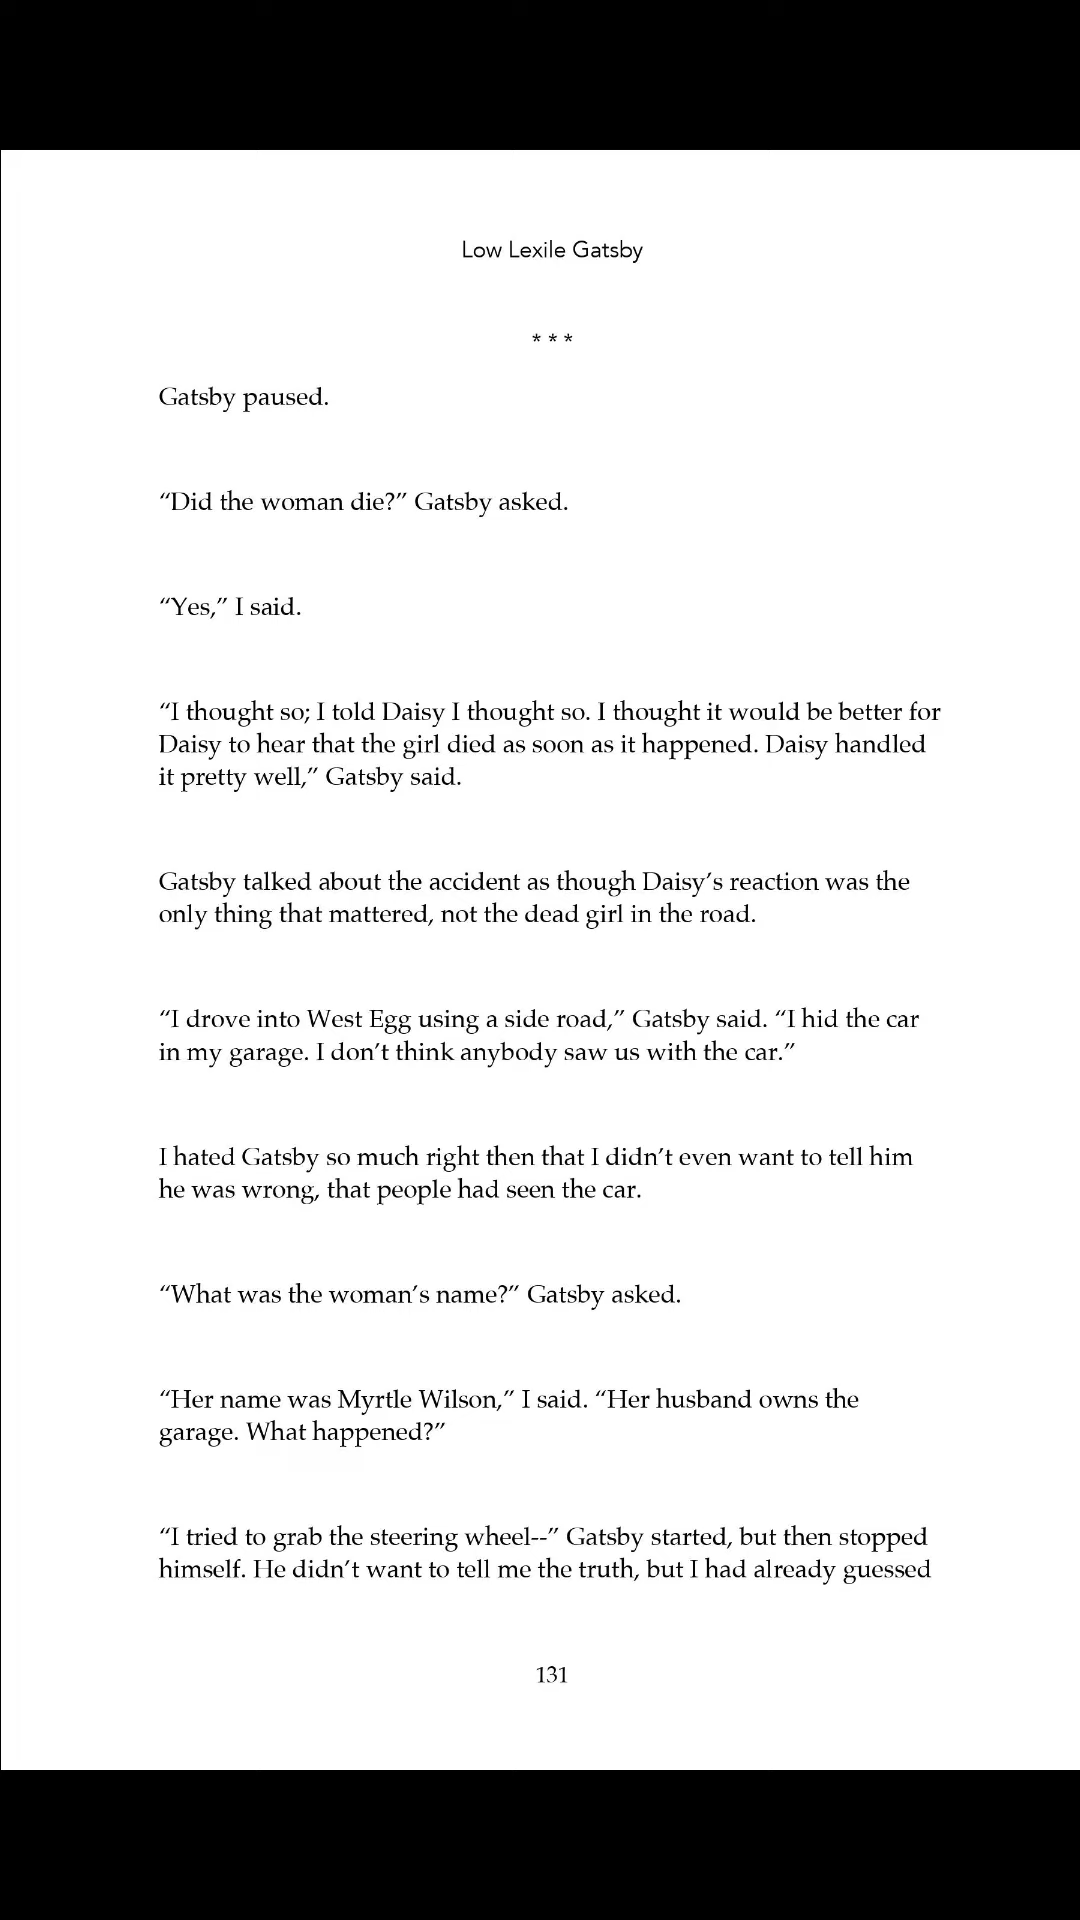 Low Lexile Gatsby
* * *
Gatsby paused.
“Did the woman die?” Gatsby asked.
“Yes,” I said.
“I thought so; I told Daisy I thought so. I thought it would be better for
Daisy to hear that the girl died as soon as it happened. Daisy handled
it pretty well,” Gatsby said.
Gatsby talked about the accident as though Daisy’s reaction was the
only thing that mattered, not the dead girl in the road.
“I drove into West Egg using a side road,” Gatsby said. “I hid the car
in my garage. I don’t think anybody saw us with the car.”
I hated Gatsby so much right then that I didn’t even want to tell him
he was wrong, that people had seen the car.
“What was the woman’s name?” Gatsby asked.
“Her name was Myrtle Wilson,” I said. “Her husband owns the
garage. What happened?”
“I tried to grab the steering wheel--” Gatsby started, but then stopped
himself. He didn’t want to tell me the truth, but I had already guessed
131